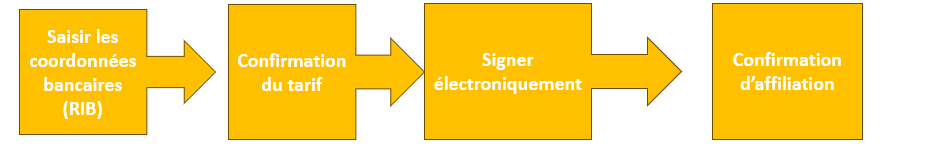 Saisir les
coordonnées
bancaires
(RIB)
Confirmation
du tarif
Signer
électroniquement
Confirmation
d'affiliation